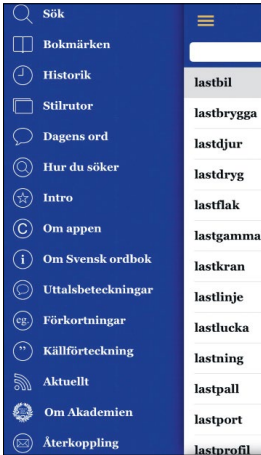 Sök
Bokmärken
Historik
Stilrutor
Dagens ord
Hur du söker
Intro
C Om appen
i Om Svensk ordbok
Uttalsbeteckningar
eg. Förkortningar
” Källförteckning
Aktuellt
Om Akademien
Återkoppling
lastbil
lastbrygga
lastdjur
lastdryg
lastflak
lastgamma
lastkran
lastlinje
lastlucka
lastning
lastpall
lastport
lastprofil